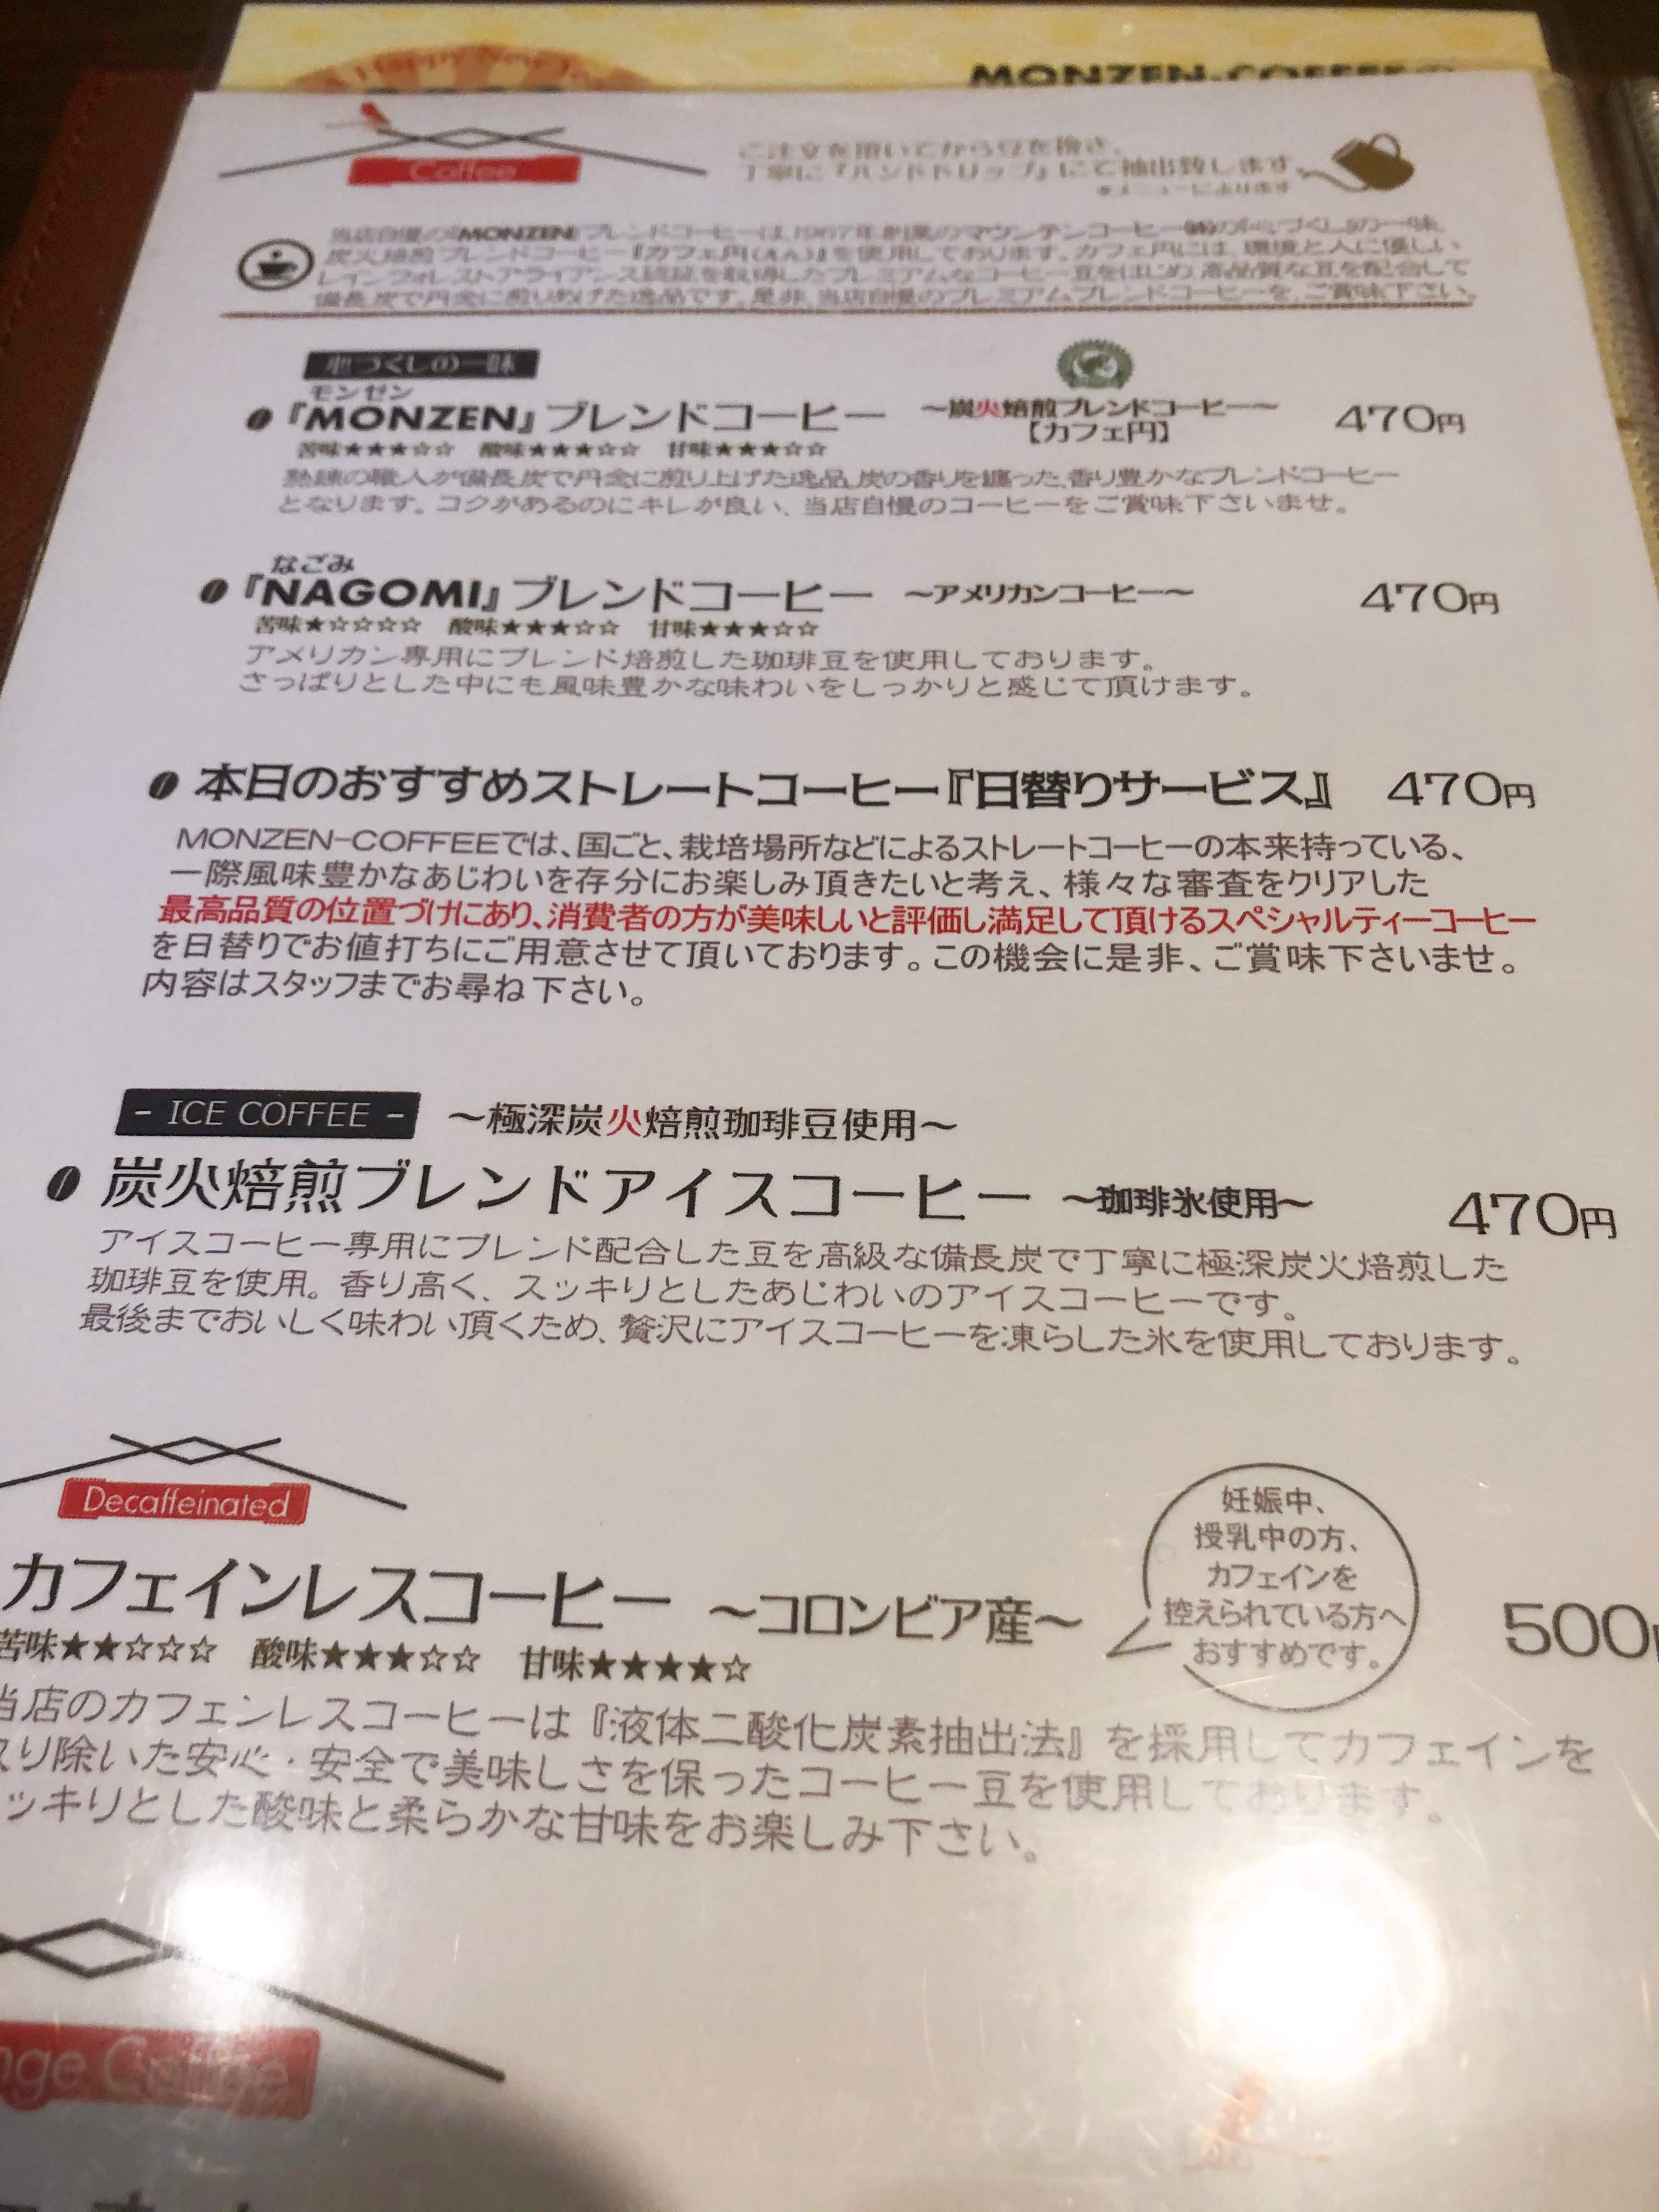 Happy New
MONZEN-COFFEE
Coffee
ご注文を頂いてから豆を挽き、
丁寧に『ハンドドリップ』にて抽出致します。
●メニューによります
当店自慢の『MONZEN』ブレンドコーヒーは、1967年創業のマウンテンコーヒー㈱の『心づくし』の一味、
炭火焙煎ブレンドコーヒー『カフェ円(えん)』を使用しております。カフェ円には、環境と人に優しい
レインフォレストアライアンス認証を取得したプレミアムなコーヒー豆をはじめ、高品質な豆を配合して
備長炭で丹念に煎りあげた逸品です。是非、当店自慢のプレミアムブレンドコーヒーを、ご賞味下さい。
心づくしの一味
モンゼン
『MONZEN』ブレンドコーヒー ～炭火焙煎ブレンドコーヒー～ 470円
【カフェ円】
苦味★★★☆☆ 酸味★★★☆☆ 甘味★★★☆☆
熟練の職人が備長炭で丹念に煎り上げた逸品、炭の香りを纏った、香り豊かなブレンドコーヒー
となります。コクがあるのにキレが良い、当店自慢のコーヒーをご賞味下さいませ。
なごみ
『NAGOMI』ブレンドコーヒー ～アメリカンコーヒー～ 470円
苦味★☆☆☆☆ 酸味★★★☆☆ 甘味★★★☆☆
アメリカン専用にブレンド焙煎した珈琲豆を使用しております。
さっぱりとした中にも風味豊かな味わいをしっかりと感じて頂けます。
本日のおすすめストレートコーヒー『日替りサービス』 470円
MONZEN-COFFEEでは、国ごと、栽培場所などによるストレートコーヒーの本来持っている、
一際風味豊かなあじわいを存分にお楽しみ頂きたいと考え、様々な審査をクリアした
最高品質の位置づけにあり、消費者の方が美味しいと評価し満足して頂けるスペシャルティーコーヒー
を日替りでお値打ちにご用意させて頂いております。この機会に是非、ご賞味下さいませ。
内容はスタッフまでお尋ね下さい。
- ICE COFFEE - ～極深炭火焙煎珈琲豆使用～
炭火焙煎ブレンドアイスコーヒー ～珈琲氷使用～ 470円
アイスコーヒー専用にブレンド配合した豆を高級な備長炭で丁寧に極深炭火焙煎した
珈琲豆を使用。香り高く、スッキリとしたあじわいのアイスコーヒーです。
最後までおいしく味わい頂くため、贅沢にアイスコーヒーを凍らした氷を使用しております。
Decaffeinated
カフェインレスコーヒー ～コロンビア産～ 500
妊娠中、
授乳中の方、
カフェインを
控えられている方へ
おすすめです。
苦味★★☆☆☆ 酸味★★★☆☆ 甘味★★★★☆
当店のカフェンレスコーヒーは『液体二酸化炭素抽出法』を採用してカフェインを
り除いた安心・安全で美味しさを保ったコーヒー豆を使用しております。
ッキリとした酸味と柔らかな甘味をお楽しみ下さい。
nge Coffee